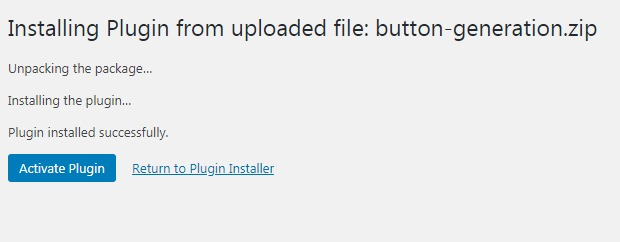 Installing Plugin from uploaded file: button-generation.zip
Unpacking the package...
Installing the plugin...
Plugin installed successfully.
Activate Plugin Return to Plugin Installer